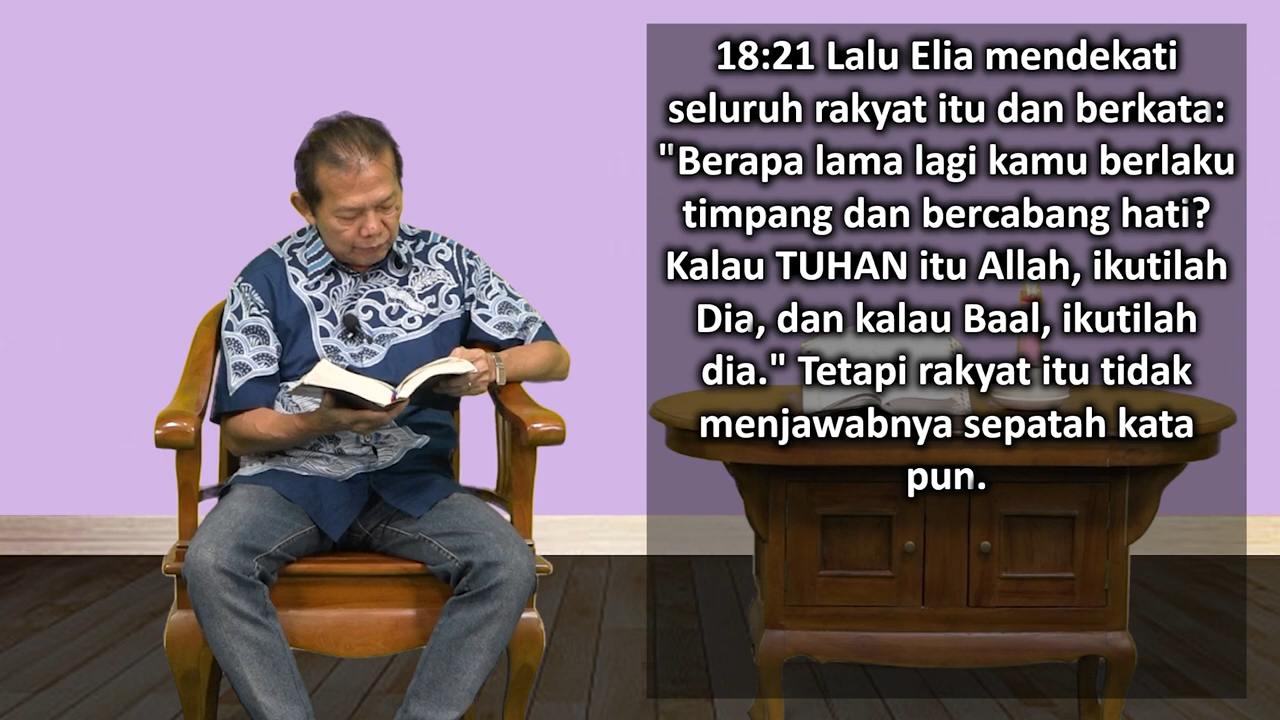 18:21 Lalu Elia mendekati
seluruh rakyat itu dan berkata:
"Berapa lama lagi kamu berlaku
timpang dan bercabang hati?
Kalau TUHAN itu Allah, ikutilah
Dia, dan kalau Baal, ikutilah
dia." Tetapi rakyat itu tidak
menjawabnya sepatah kata
pun.